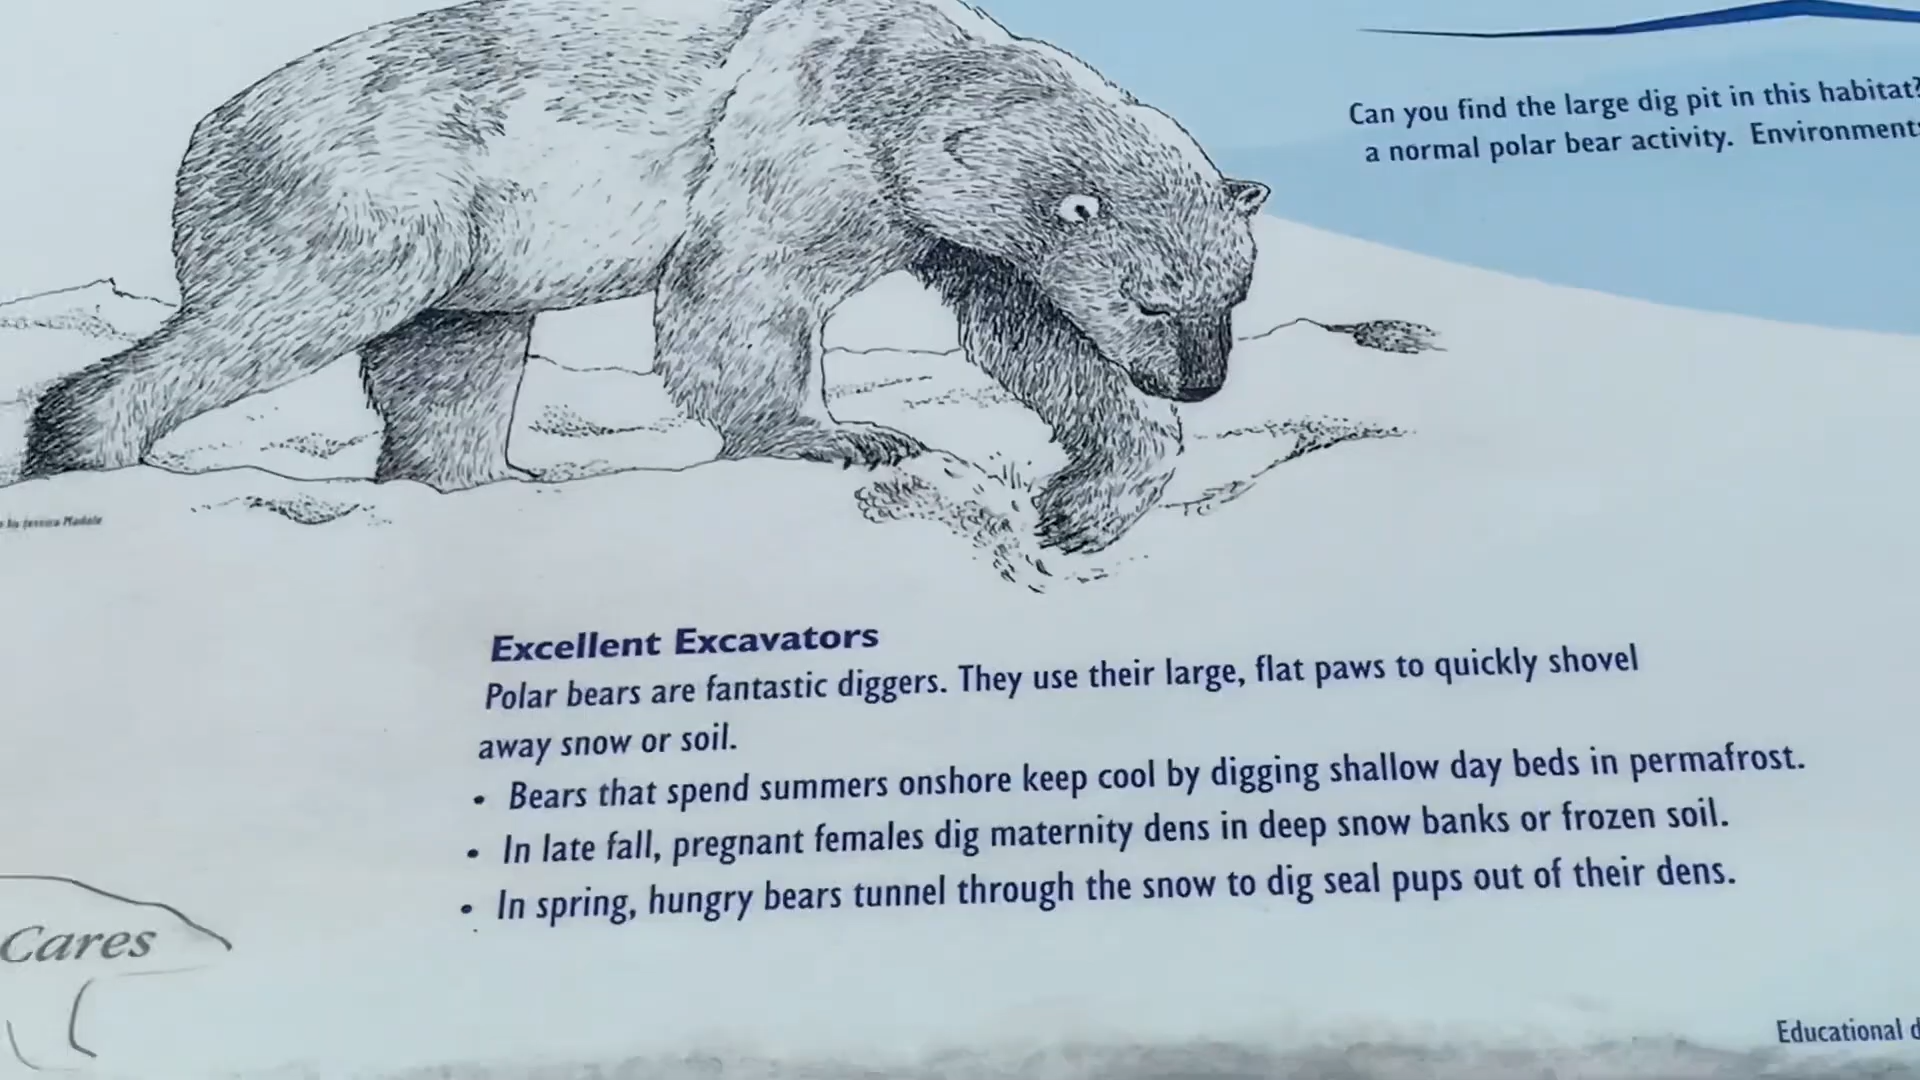 Can you find the large dig pit in this habitat?
a normal polar bear activity. Environment
by Jessica
Excellent Excavators
Polar bears are fantastic diggers. They use their large, flat paws to quickly shovel
away snow or soil.
• Bears that spend summers onshore keep cool by digging shallow day beds in permafrost.
• In late fall, pregnant females dig maternity dens in deep snow banks or frozen soil.
• In spring, hungry bears tunnel through the snow to dig seal pups out of their dens.
Cares
Educational